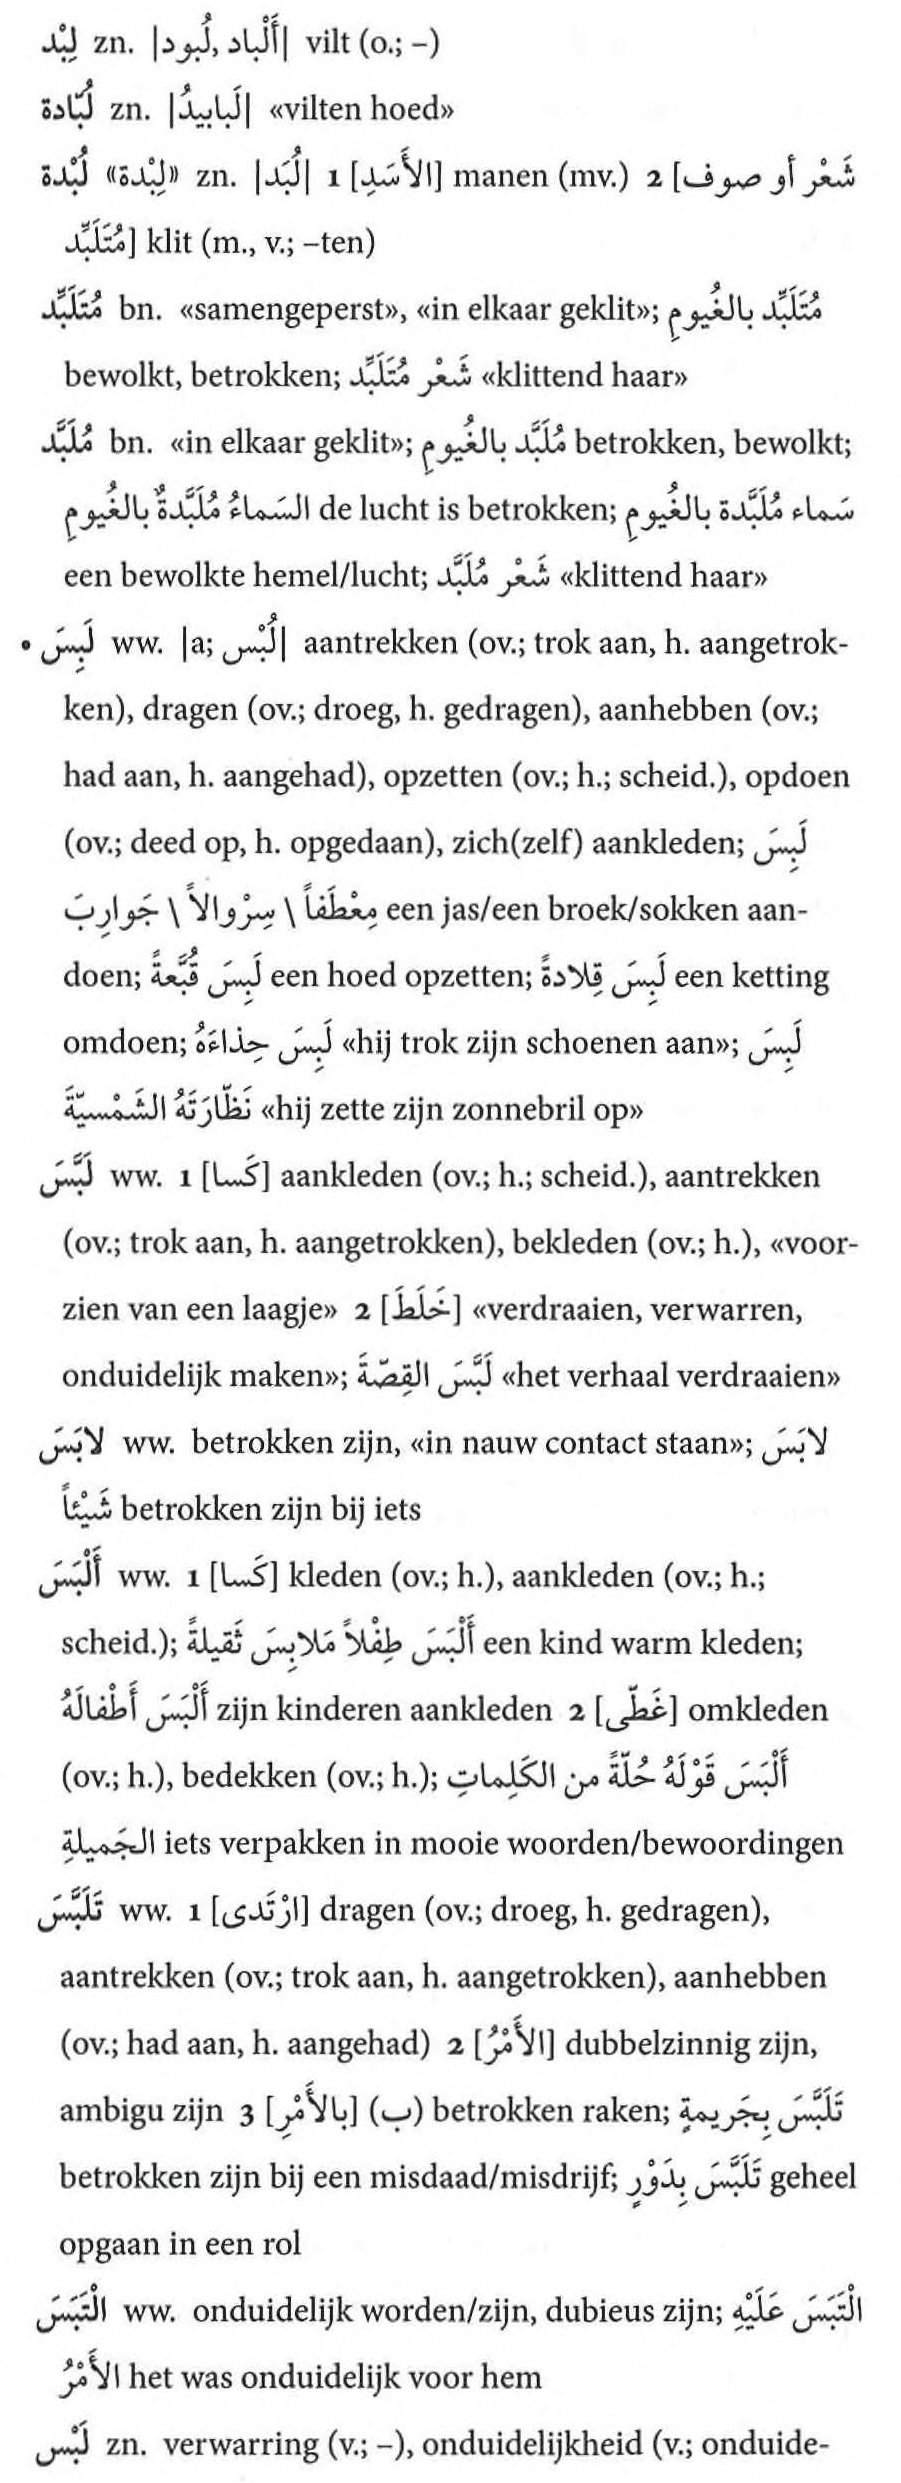 لِبْد zn. |أَلْباد, لُبود| vilt (o.; –)
لُبّادة zn. |لَبابيدُ| «vilten hoed»
لُبْدة «لِبْدة» zn. |لُبَد| 1 [الأَسَدِ] manen (mv.) 2 [شَعْر أو صوف
مُتَلَبِّد] klit (m., v.; –ten)
مُتَلَبِّد bn. «samengeperst», «in elkaar geklit»; مُتَلَبِّد بالغُيومِ
bewolkt, betrokken; شَعْر مُتَلَبِّد «klittend haar»
مُلَبَّد bn. «in elkaar geklit»; مُلَبَّد بالغُيومِ betrokken, bewolkt;
السَماءُ مُلَبَّدةٌ بالغُيومِ de lucht is betrokken; سَماء مُلَبَّدة بالغُيومِ
een bewolkte hemel/lucht; شَعْر مُلَبَّد «klittend haar»
• لَبِسَ ww. |a; لُبْس| aantrekken (ov.; trok aan, h. aangetrok-
ken), dragen (ov.; droeg, h. gedragen), aanhebben (ov.;
had aan, h. aangehad), opzetten (ov.; h.; scheid.), opdoen
(ov.; deed op, h. opgedaan), zich(zelf) aankleden; لَبِسَ
مِعْطَفاً \ سِرْوالاً \ جَوارِبَ een jas/een broek/sokken aan-
doen; لَبِسَ قُبَّعةً een hoed opzetten; لَبِسَ قِلادةً een ketting
omdoen; لَبِسَ حِذاءَهُ «hij trok zijn schoenen aan»; لَبِسَ
نَظّارَتَهُ الشَمْسيّةَ «hij zette zijn zonnebril op»
لَبَّسَ ww. 1 [كَسا] aankleden (ov.; h.; scheid.), aantrekken
(ov.; trok aan, h. aangetrokken), bekleden (ov.; h.), «voor-
zien van een laagje» 2 [خَلَطَ] «verdraaien, verwarren,
onduidelijk maken»; لَبَّسَ القِصّةَ «het verhaal verdraaien»
لابَسَ ww. betrokken zijn, «in nauw contact staan»; لابَسَ
شَيْئاً betrokken zijn bij iets
أَلْبَسَ ww. 1 [كَسا] kleden (ov.; h.), aankleden (ov.; h.;
scheid.); أَلْبَسَ طِفْلاً مَلابِسَ ثَقيلةً een kind warm kleden;
أَلْبَسَ أَطْفالَهُ zijn kinderen aankleden 2 [غَطّى] omkleden
(ov.; h.), bedekken (ov.; h.); أَلْبَسَ قَوْلَهُ حُلّةً من الكَلِماتِ
الجَميلةِ iets verpakken in mooie woorden/bewoordingen
تَلَبَّسَ ww. 1 [ارْتَدى] dragen (ov.; droeg, h. gedragen),
aantrekken (ov.; trok aan, h. aangetrokken), aanhebben
(ov.; had aan, h. aangehad) 2 [الأَمْرُ] dubbelzinnig zijn,
ambigu zijn 3 [بالأَمْرِ] (ب) betrokken raken; تَلَبَّسَ بِجَريمةٍ
betrokken zijn bij een misdaad/misdrijf; تَلَبَّسَ بِدَوْرٍ geheel
opgaan in een rol
الْتَبَسَ ww. onduidelijk worden/zijn, dubieus zijn; الْتَبَسَ عَلَيْهِ
الأَمْرُ het was onduidelijk voor hem
لَبْس zn. verwarring (v.; –), onduidelijkheid (v.; onduide-